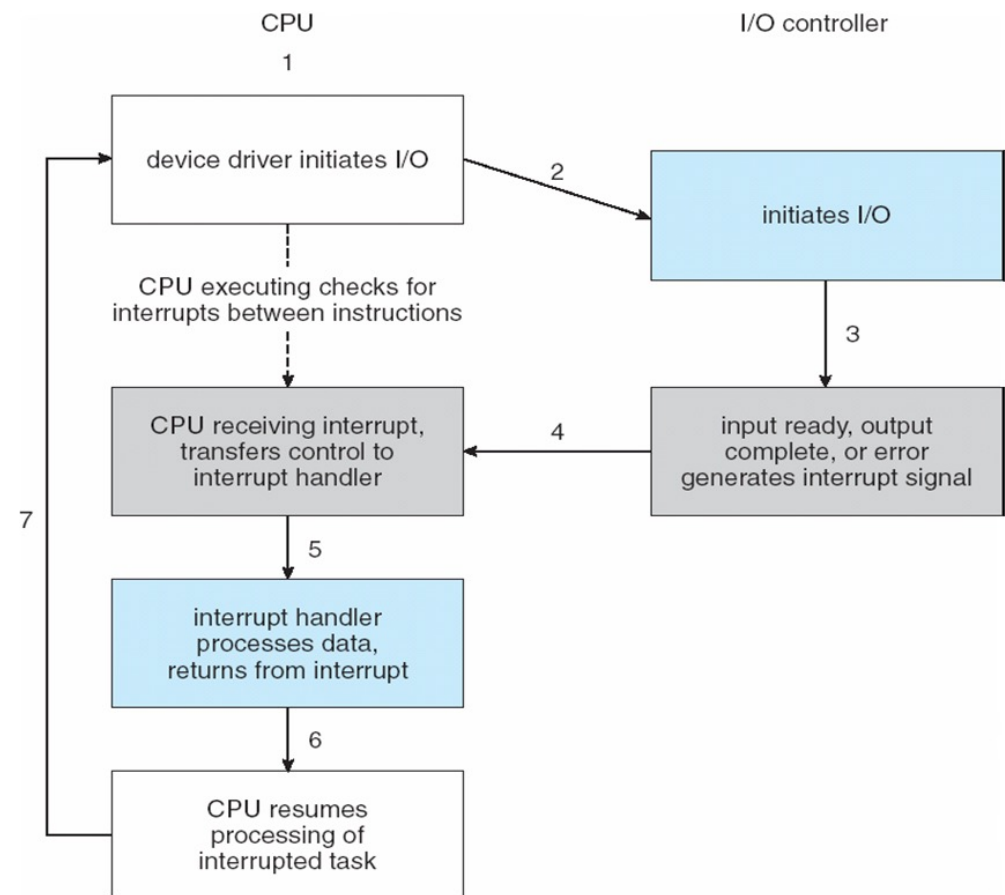 CPU
I/O controller
1
device driver initiates I/O
2
initiates I/O
CPU executing checks for
interrupts between instructions
3
CPU receiving interrupt,
transfers control to
interrupt handler
4
input ready, output
complete, or error
generates interrupt signal
7
5
interrupt handler
processes data,
returns from interrupt
6
CPU resumes
processing of
interrupted task